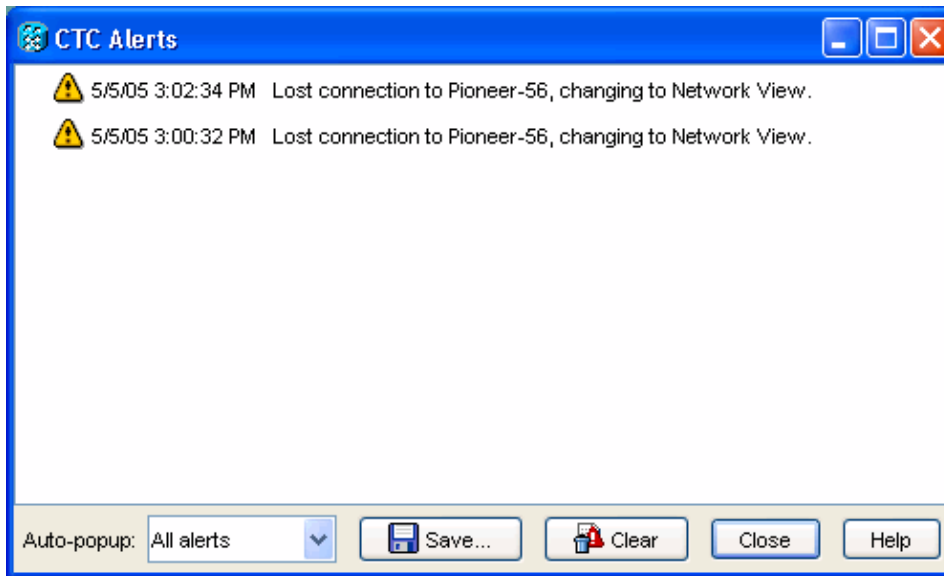 CTC Alerts
5/5/05 3:02:34 PM Lost connection to Pioneer-56, changing to Network View.
5/5/05 3:00:32 PM Lost connection to Pioneer-56, changing to Network View.
Auto-popup: All alerts Save... Clear Close Help